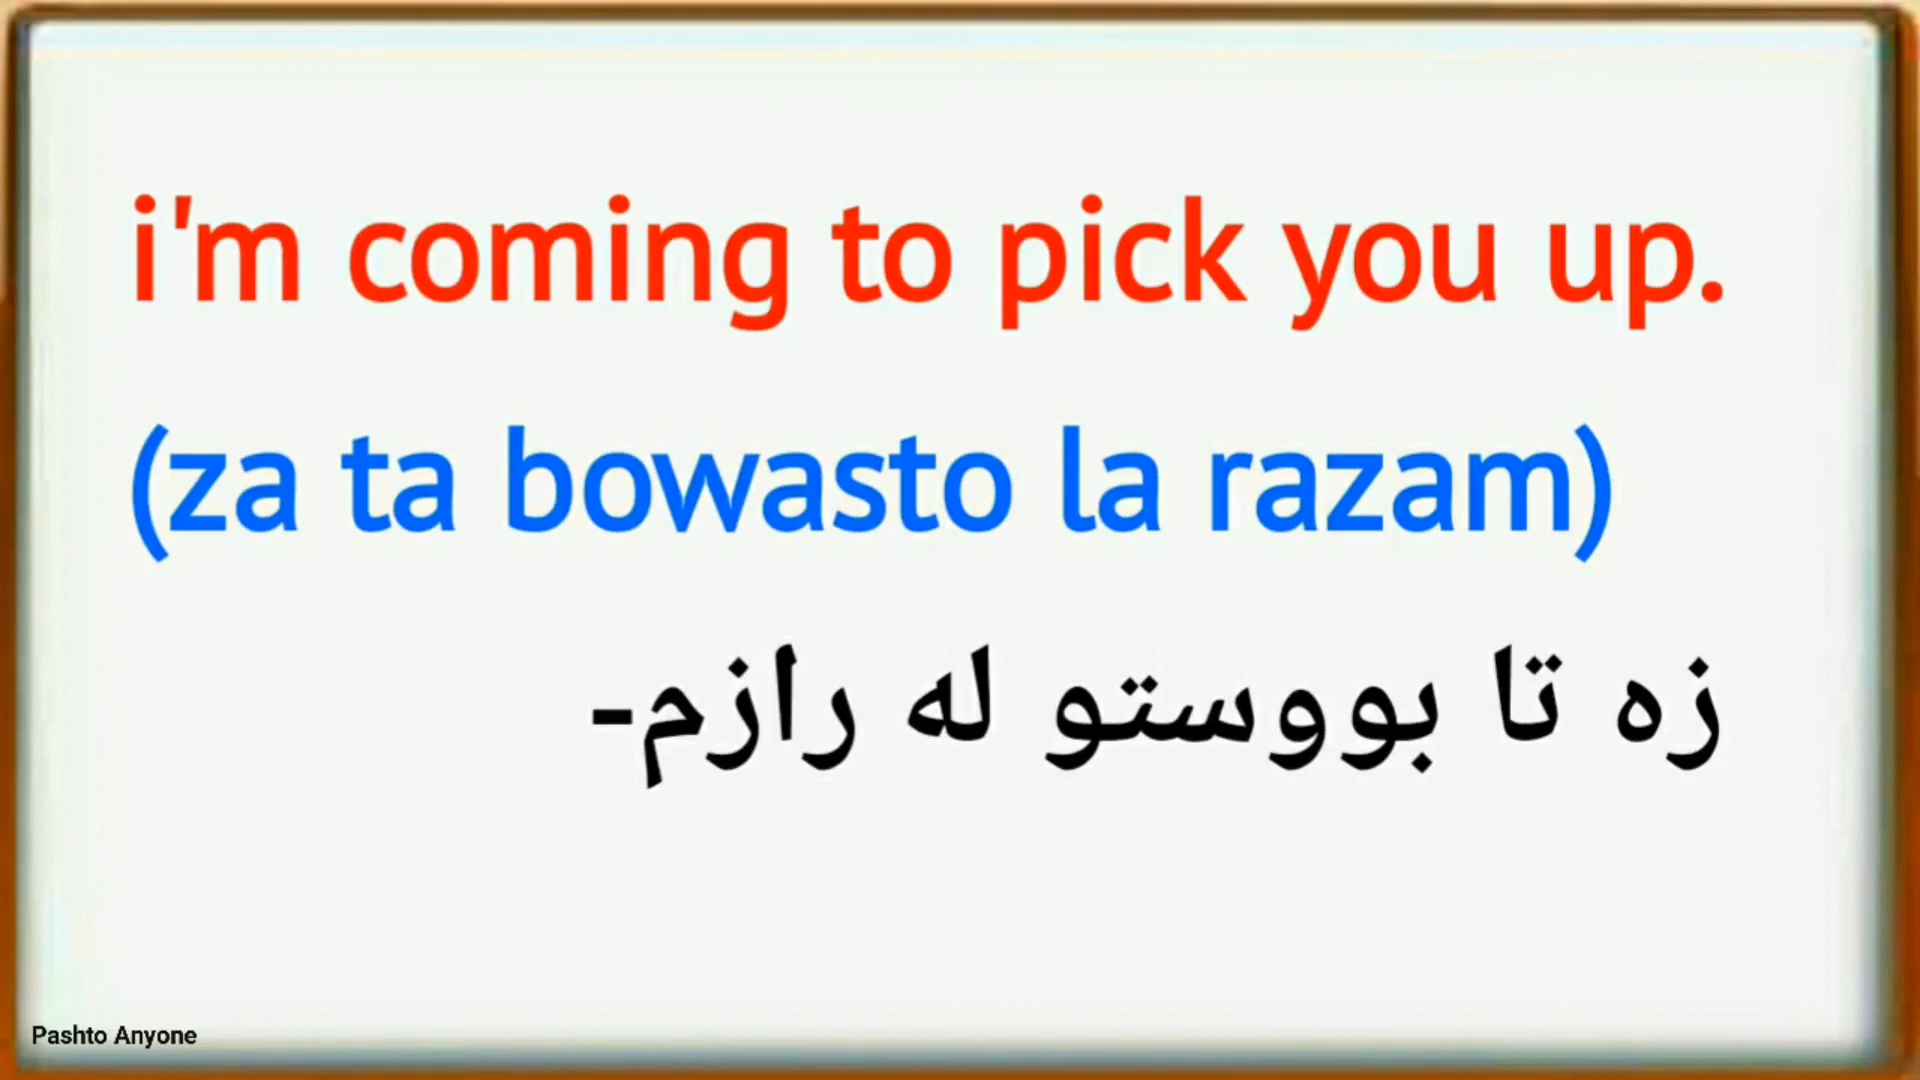 i'm coming to pick you up.
(za ta bowasto la razam)
زه تا بووستو له رازم-
Pashto Anyone